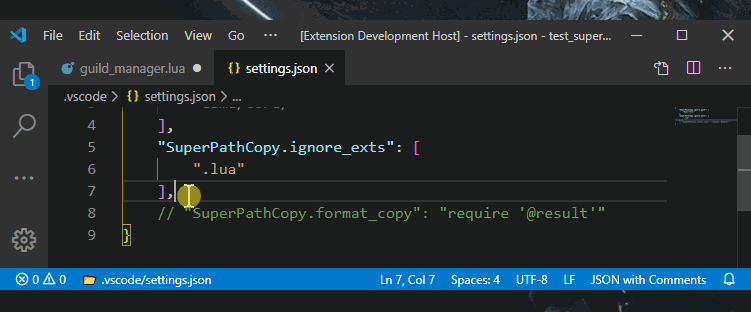 File Edit Selection View Go ··· [Extension Development Host] - settings.json - test_super...
guild_manager.lua ● {} settings.json ×
.vscode > {} settings.json > ...
4 ],
5 "SuperPathCopy.ignore_exts": [
6 ".lua"
7 ],
8 // "SuperPathCopy.format_copy": "require '@result'"
9 }
1
0 0 .vscode/settings.json Ln 7, Col 7 Spaces: 4 UTF-8 LF JSON with Comments